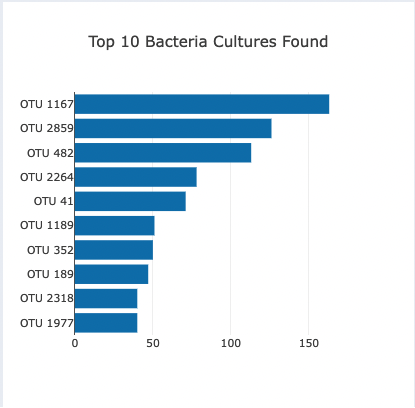 Top 10 Bacteria Cultures Found
OTU 1167
OTU 2859
OTU 482
OTU 2264
OTU 41
OTU 1189
OTU 352
OTU 189
OTU 2318
OTU 1977
0 50 100 150